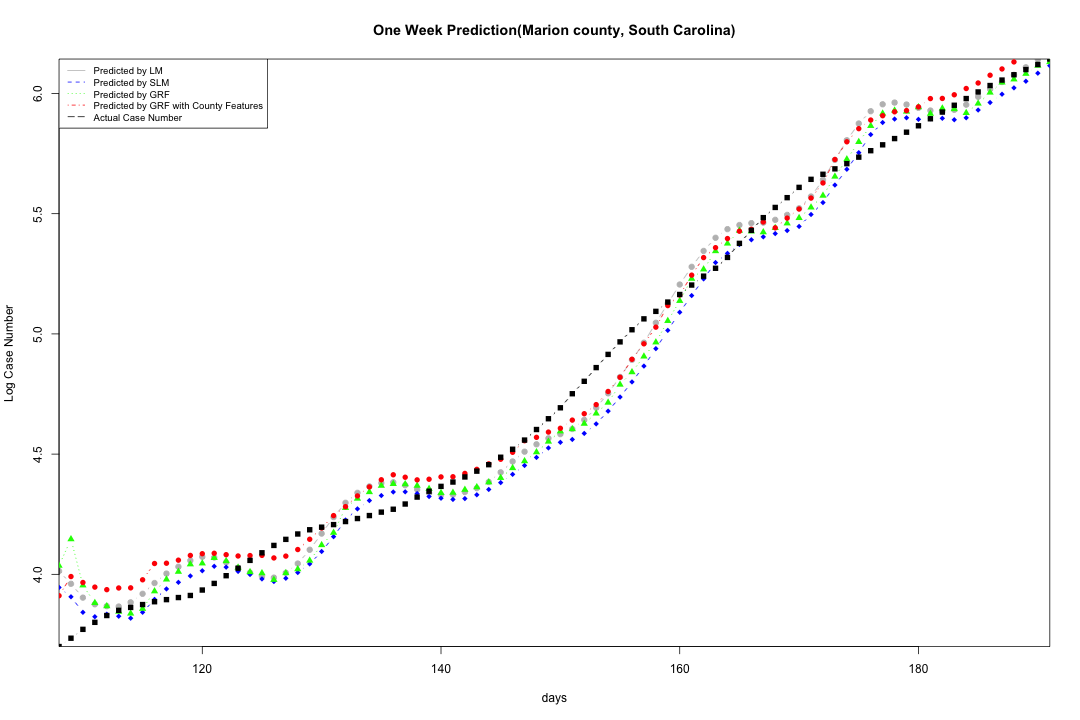 One Week Prediction(Marion county, South Carolina)
Predicted by LM
Predicted by SLM
Predicted by GRF
Predicted by GRF with County Features
Actual Case Number
6.0
5.5
5.0
4.5
4.0
Log Case Number
120 140 160 180
days